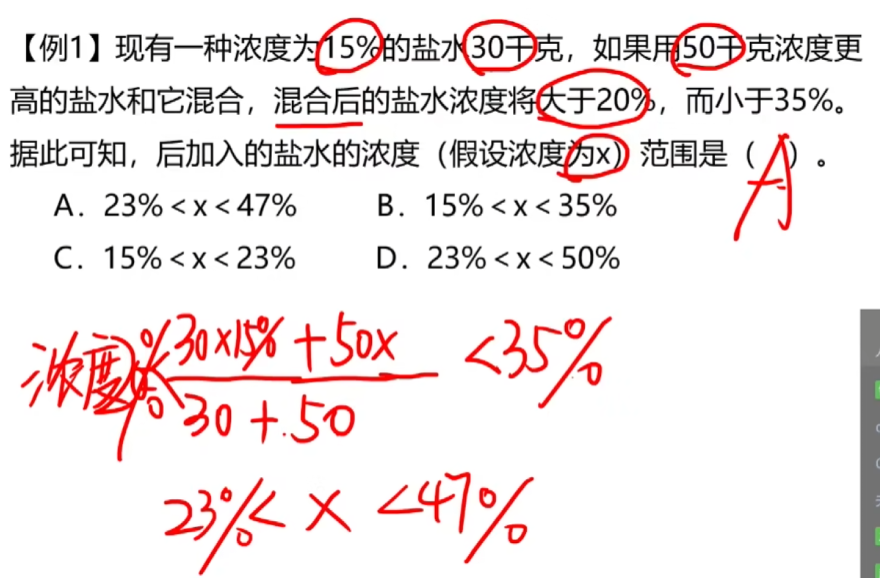 【例1】现有一种浓度为15%的盐水30千克，如果用50千克浓度更
高的盐水和它混合，混合后的盐水浓度将大于20%，而小于35%。
据此可知，后加入的盐水的浓度（假设浓度为x）范围是（A）。
A. 23%<x<47% B. 15%<x<35%
C. 15%<x<23% D. 23%<x<50%
浓度 30×15%+50x <35%
30+50
23%< x <47%